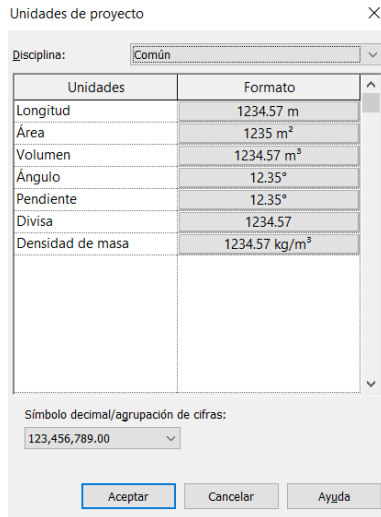 Unidades de proyecto
Disciplina: Común
Unidades Formato
Longitud 1234.57 m
Área 1235 m²
Volumen 1234.57 m³
Ángulo 12.35°
Pendiente 12.35°
Divisa 1234.57
Densidad de masa 1234.57 kg/m³
Símbolo decimal/agrupación de cifras:
123,456,789.00
Aceptar Cancelar Ayuda